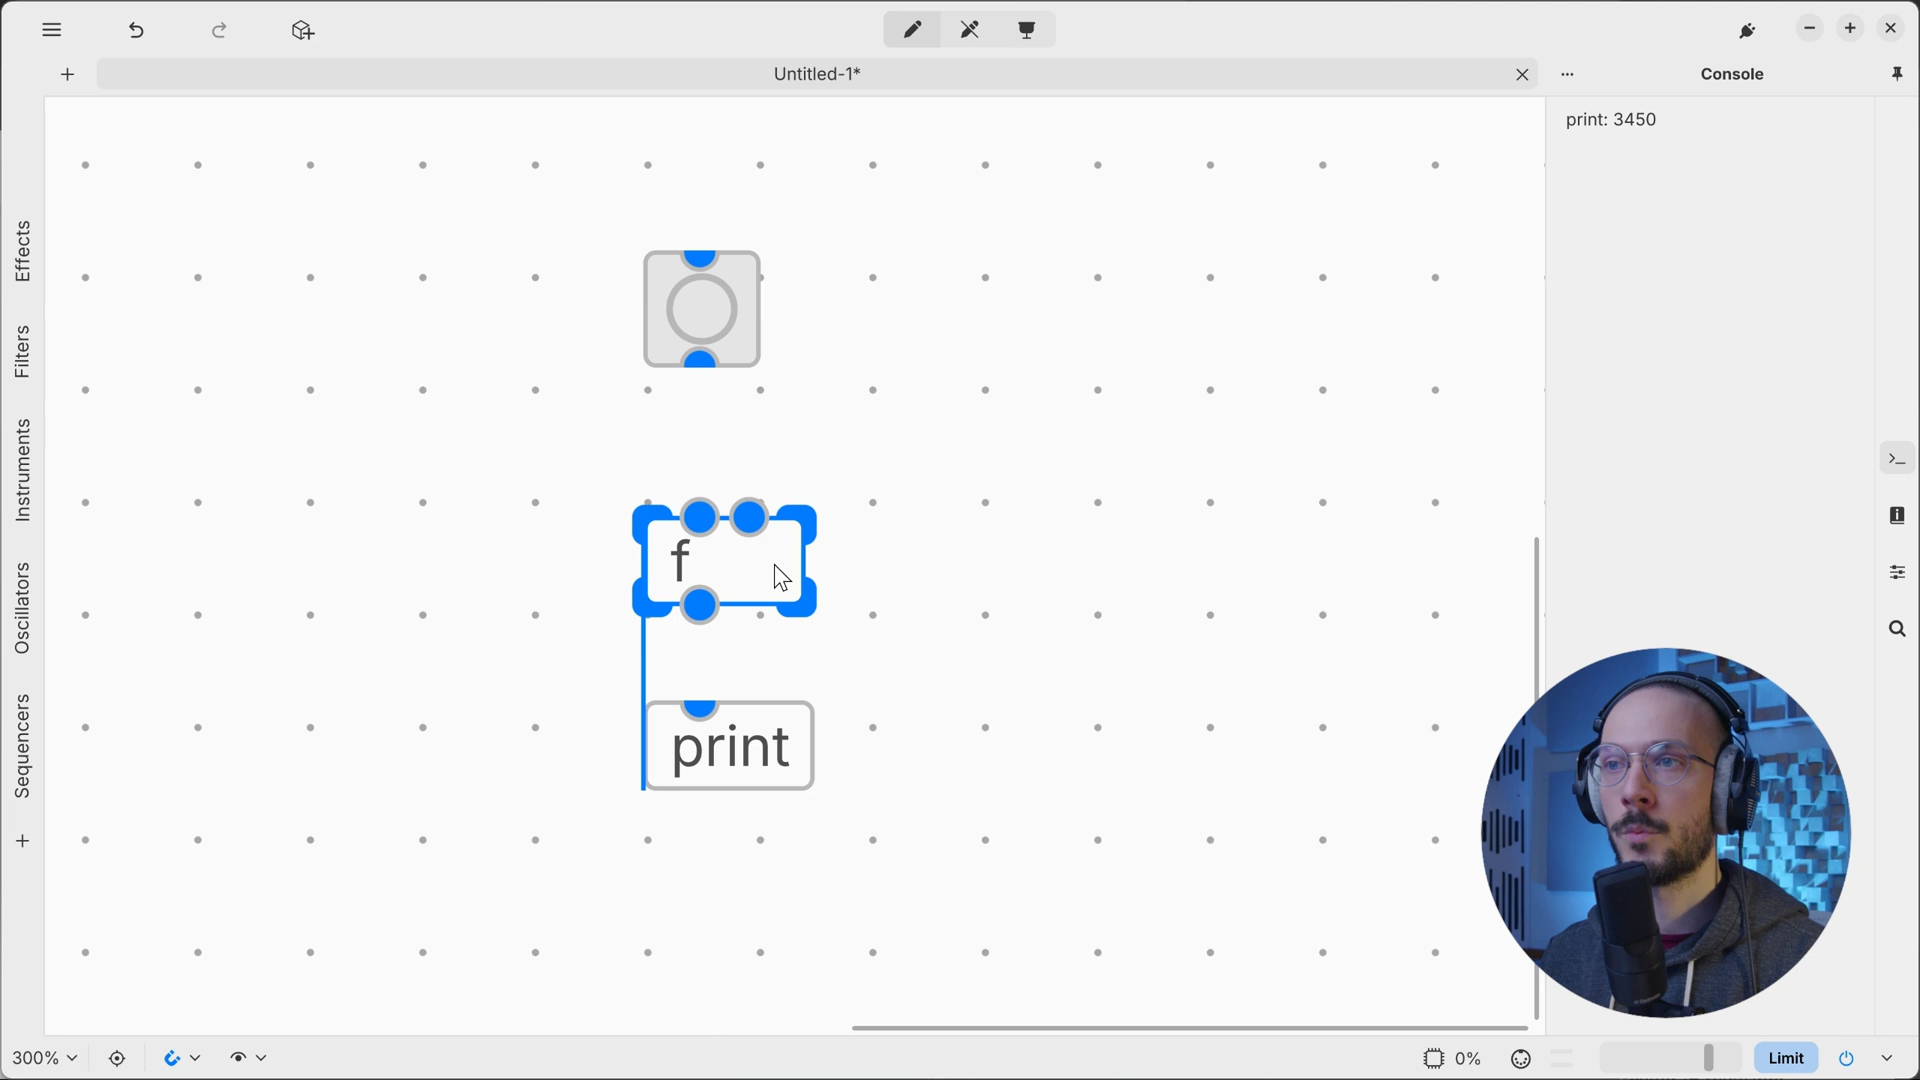 Untitled-1*
Console
print: 3450
Effects
Filters
Instruments
Oscillators
Sequencers
f
print
300%
0%
Limit